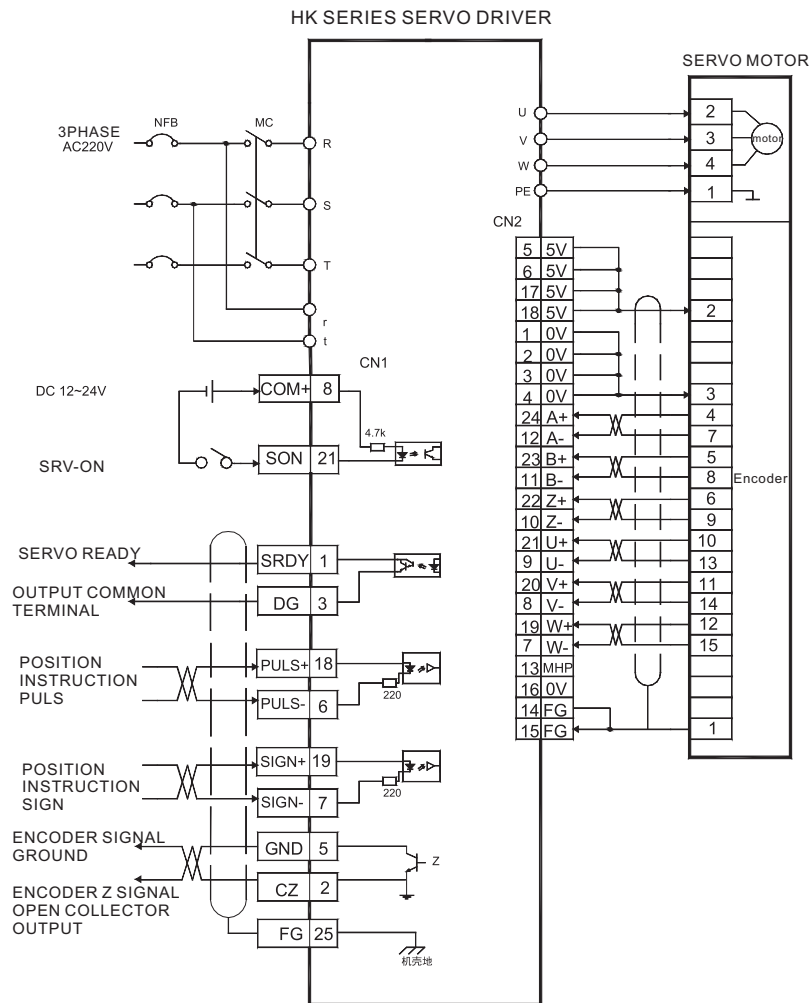 HK SERIES SERVO DRIVER
SERVO MOTOR
3PHASE
AC220V
NFB
MC
R
S
T
r
t
U
V
W
PE
2
3
4
1
motor
CN2
5 5V
6 5V
17 5V
18 5V
2
1 0V
2 0V
3 0V
4 0V
3
24 A+
4
12 A-
7
23 B+
5
11 B-
8
22 Z+
6
10 Z-
9
21 U+
10
9 U-
13
20 V+
11
8 V-
14
19 W+
12
7 W-
15
13 MHP
16 0V
14 FG
15 FG
1
Encoder
CN1
DC 12~24V
COM+ 8
4.7k
SRV-ON
SON 21
SERVO READY
SRDY 1
OUTPUT COMMON
TERMINAL
DG 3
POSITION
INSTRUCTION
PULS
PULS+ 18
PULS- 6
220
POSITION
INSTRUCTION
SIGN
SIGN+ 19
SIGN- 7
220
ENCODER SIGNAL
GROUND
GND 5
Z
ENCODER Z SIGNAL
OPEN COLLECTOR
OUTPUT
CZ 2
FG 25
机壳地